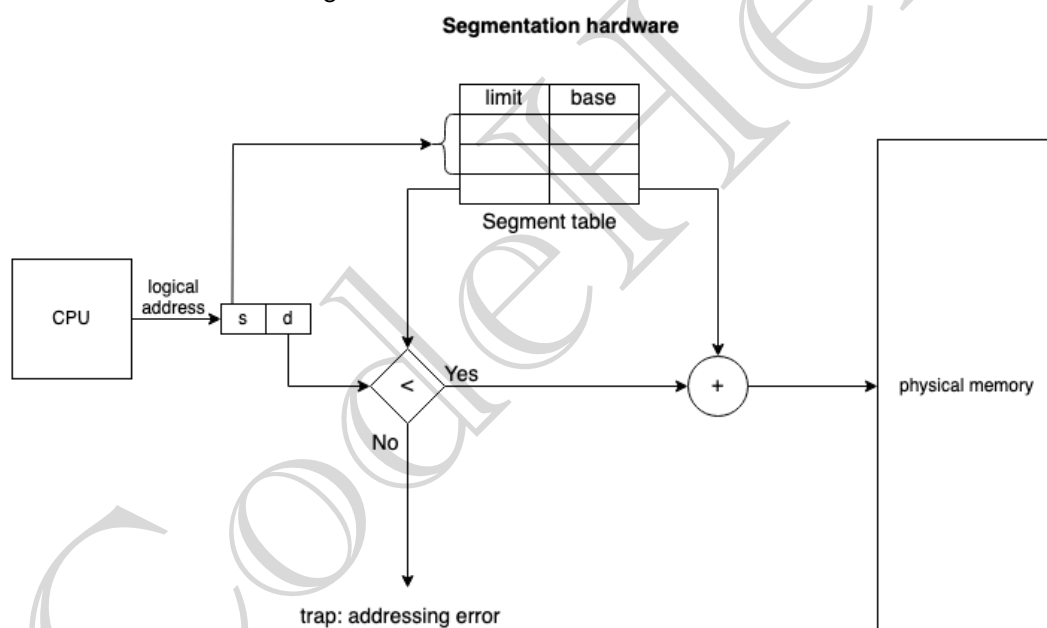 Segmentation hardware
limit base
Segment table
CPU
logical
address
s d
<
Yes
+
physical memory
No
trap: addressing error